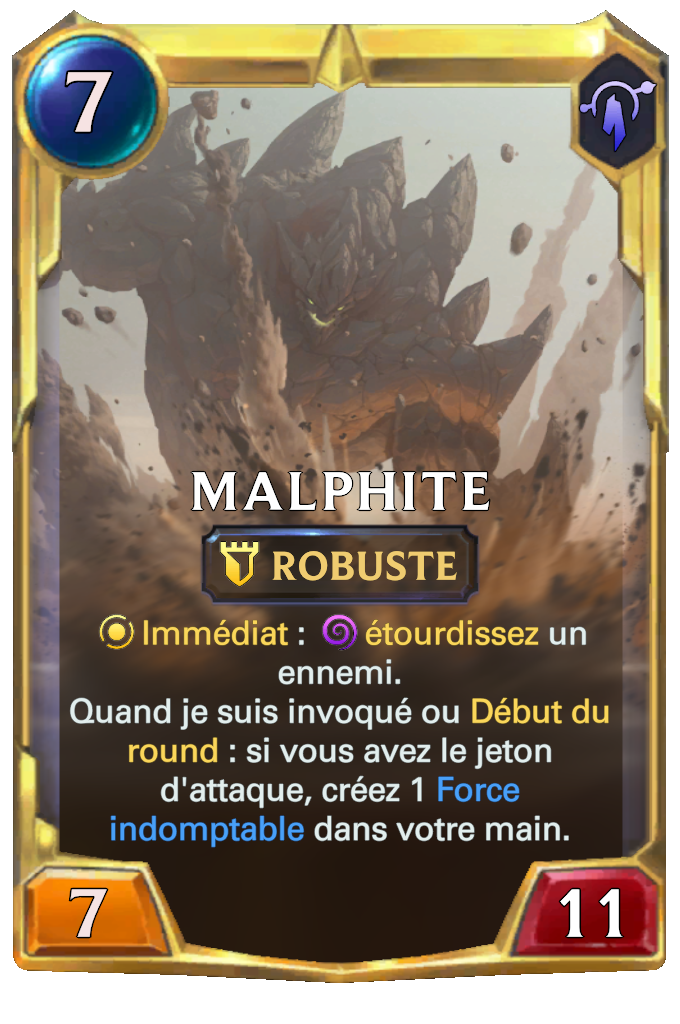 7
MALPHITE
ROBUSTE
Immédiat : étourdissez un
ennemi.
Quand je suis invoqué ou Début du
round : si vous avez le jeton
d'attaque, créez 1 Force
indomptable dans votre main.
7
11